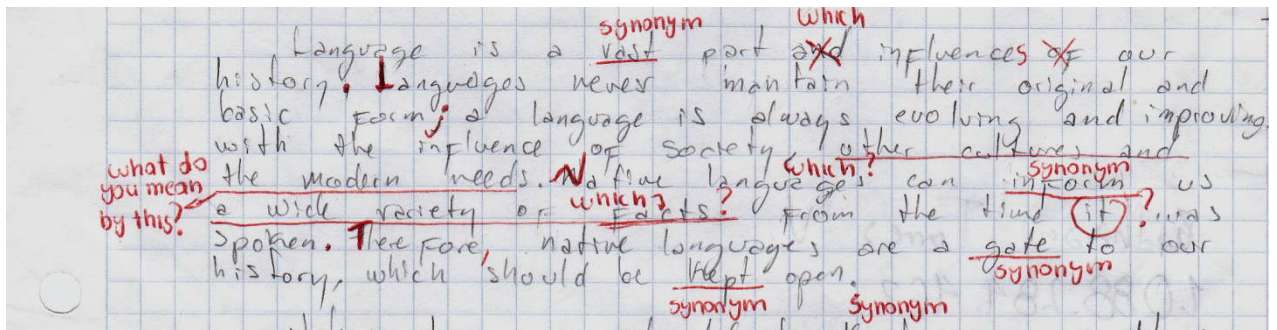 synonym which
Language is a vast part and influences of our
history. Languages never mantain their original and
basic form; a language is always evolving and improving.
with the influence of society, other cultures and
what do you mean by this?
the modern needs. Native languages can inform us
which? synonym
a wide variety of facts? From the time it was
which? ?
spoken. Therefore, native languages are a gate to our
synonym
history, which should be kept open.
synonym synonym